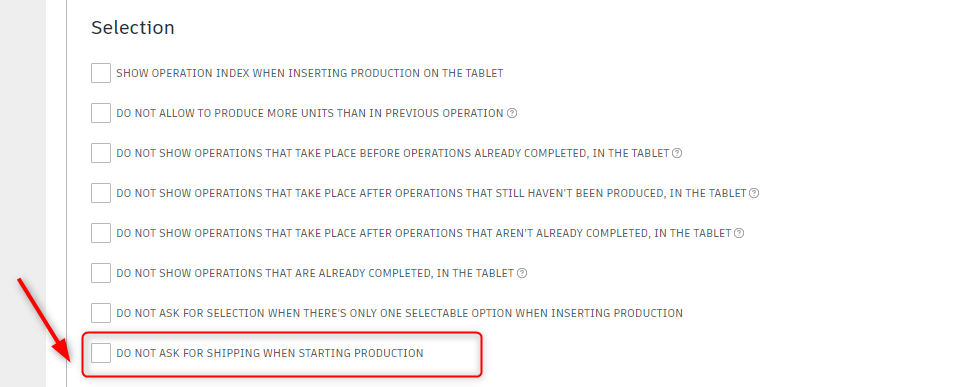 Selection
SHOW OPERATION INDEX WHEN INSERTING PRODUCTION ON THE TABLET
DO NOT ALLOW TO PRODUCE MORE UNITS THAN IN PREVIOUS OPERATION ?
DO NOT SHOW OPERATIONS THAT TAKE PLACE BEFORE OPERATIONS ALREADY COMPLETED, IN THE TABLET ?
DO NOT SHOW OPERATIONS THAT TAKE PLACE AFTER OPERATIONS THAT STILL HAVEN'T BEEN PRODUCED, IN THE TABLET ?
DO NOT SHOW OPERATIONS THAT TAKE PLACE AFTER OPERATIONS THAT AREN'T ALREADY COMPLETED, IN THE TABLET ?
DO NOT SHOW OPERATIONS THAT ARE ALREADY COMPLETED, IN THE TABLET ?
DO NOT ASK FOR SELECTION WHEN THERE'S ONLY ONE SELECTABLE OPTION WHEN INSERTING PRODUCTION
DO NOT ASK FOR SHIPPING WHEN STARTING PRODUCTION